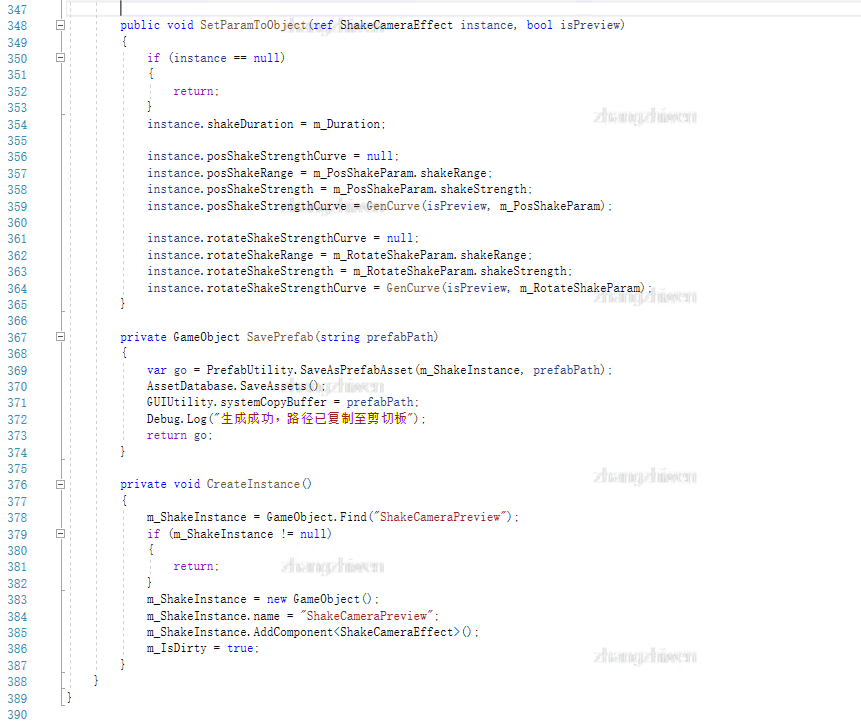 347
348 public void SetParamToObject(ref ShakeCameraEffect instance, bool isPreview)
349 {
350 if (instance == null)
351 {
352 return;
353 }
354 instance.shakeDuration = m_Duration;
355
356 instance.posShakeStrengthCurve = null;
357 instance.posShakeRange = m_PosShakeParam.shakeRange;
358 instance.posShakeStrength = m_PosShakeParam.shakeStrength;
359 instance.posShakeStrengthCurve = GenCurve(isPreview, m_PosShakeParam);
360
361 instance.rotateShakeStrengthCurve = null;
362 instance.rotateShakeRange = m_RotateShakeParam.shakeRange;
363 instance.rotateShakeStrength = m_RotateShakeParam.shakeStrength;
364 instance.rotateShakeStrengthCurve = GenCurve(isPreview, m_RotateShakeParam);
365 }
366
367 private GameObject SavePrefab(string prefabPath)
368 {
369 var go = PrefabUtility.SaveAsPrefabAsset(m_ShakeInstance, prefabPath);
370 AssetDatabase.SaveAssets();
371 GUIUtility.systemCopyBuffer = prefabPath;
372 Debug.Log("生成成功，路径已复制至剪切板");
373 return go;
374 }
375
376 private void CreateInstance()
377 {
378 m_ShakeInstance = GameObject.Find("ShakeCameraPreview");
379 if (m_ShakeInstance != null)
380 {
381 return;
382 }
383 m_ShakeInstance = new GameObject();
384 m_ShakeInstance.name = "ShakeCameraPreview";
385 m_ShakeInstance.AddComponent<ShakeCameraEffect>();
386 m_IsDirty = true;
387 }
388 }
389 }
390